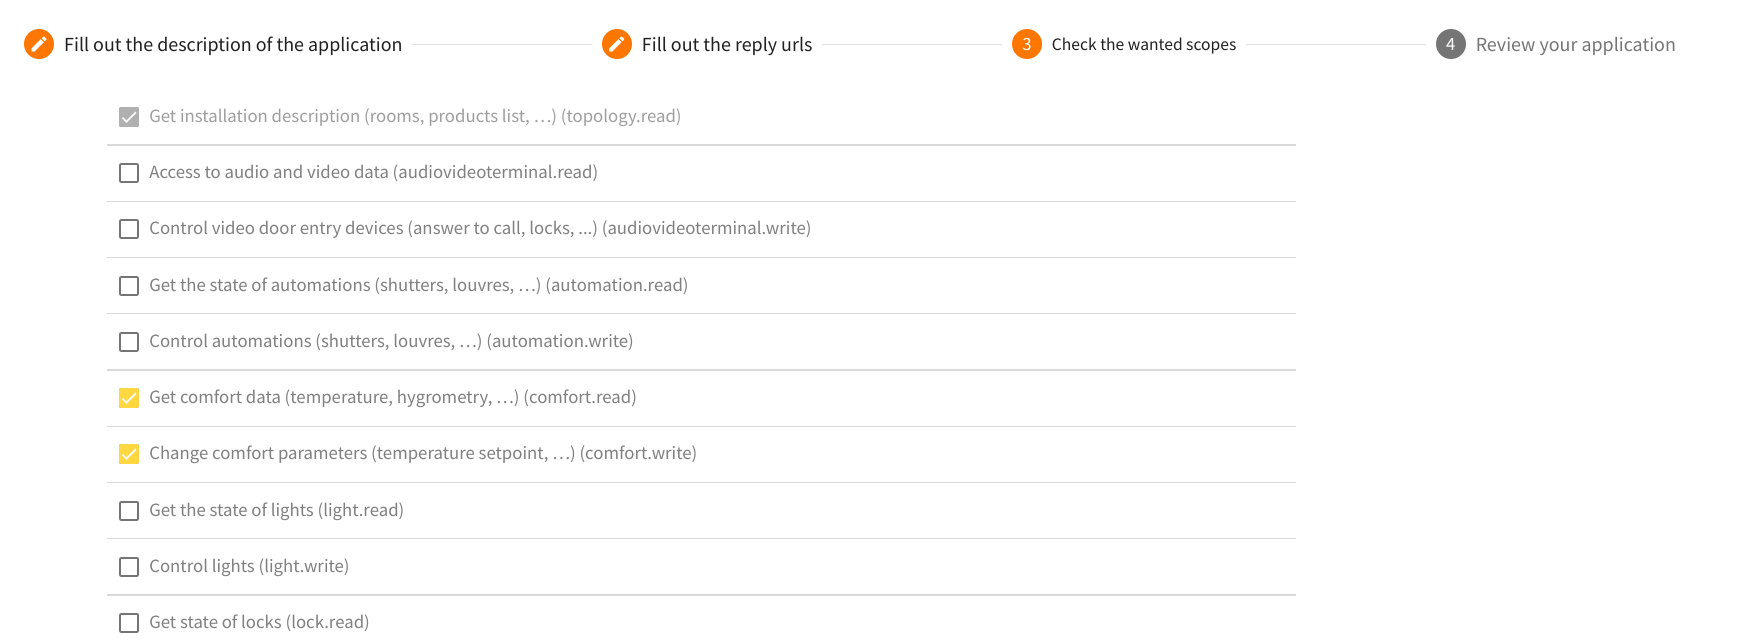 Fill out the description of the application
Fill out the reply urls
3 Check the wanted scopes
4 Review your application
Get installation description (rooms, products list, …) (topology.read)
Access to audio and video data (audiovideoterminal.read)
Control video door entry devices (answer to call, locks, ...) (audiovideoterminal.write)
Get the state of automations (shutters, louvres, …) (automation.read)
Control automations (shutters, louvres, …) (automation.write)
Get comfort data (temperature, hygrometry, …) (comfort.read)
Change comfort parameters (temperature setpoint, …) (comfort.write)
Get the state of lights (light.read)
Control lights (light.write)
Get state of locks (lock.read)